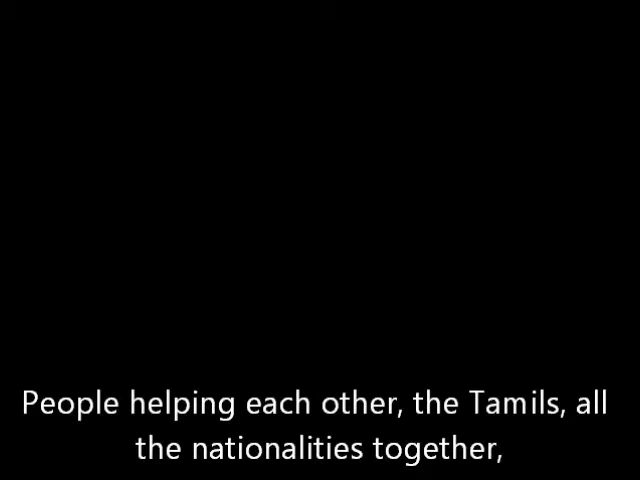 People helping each other, the Tamils, all
the nationalities together,